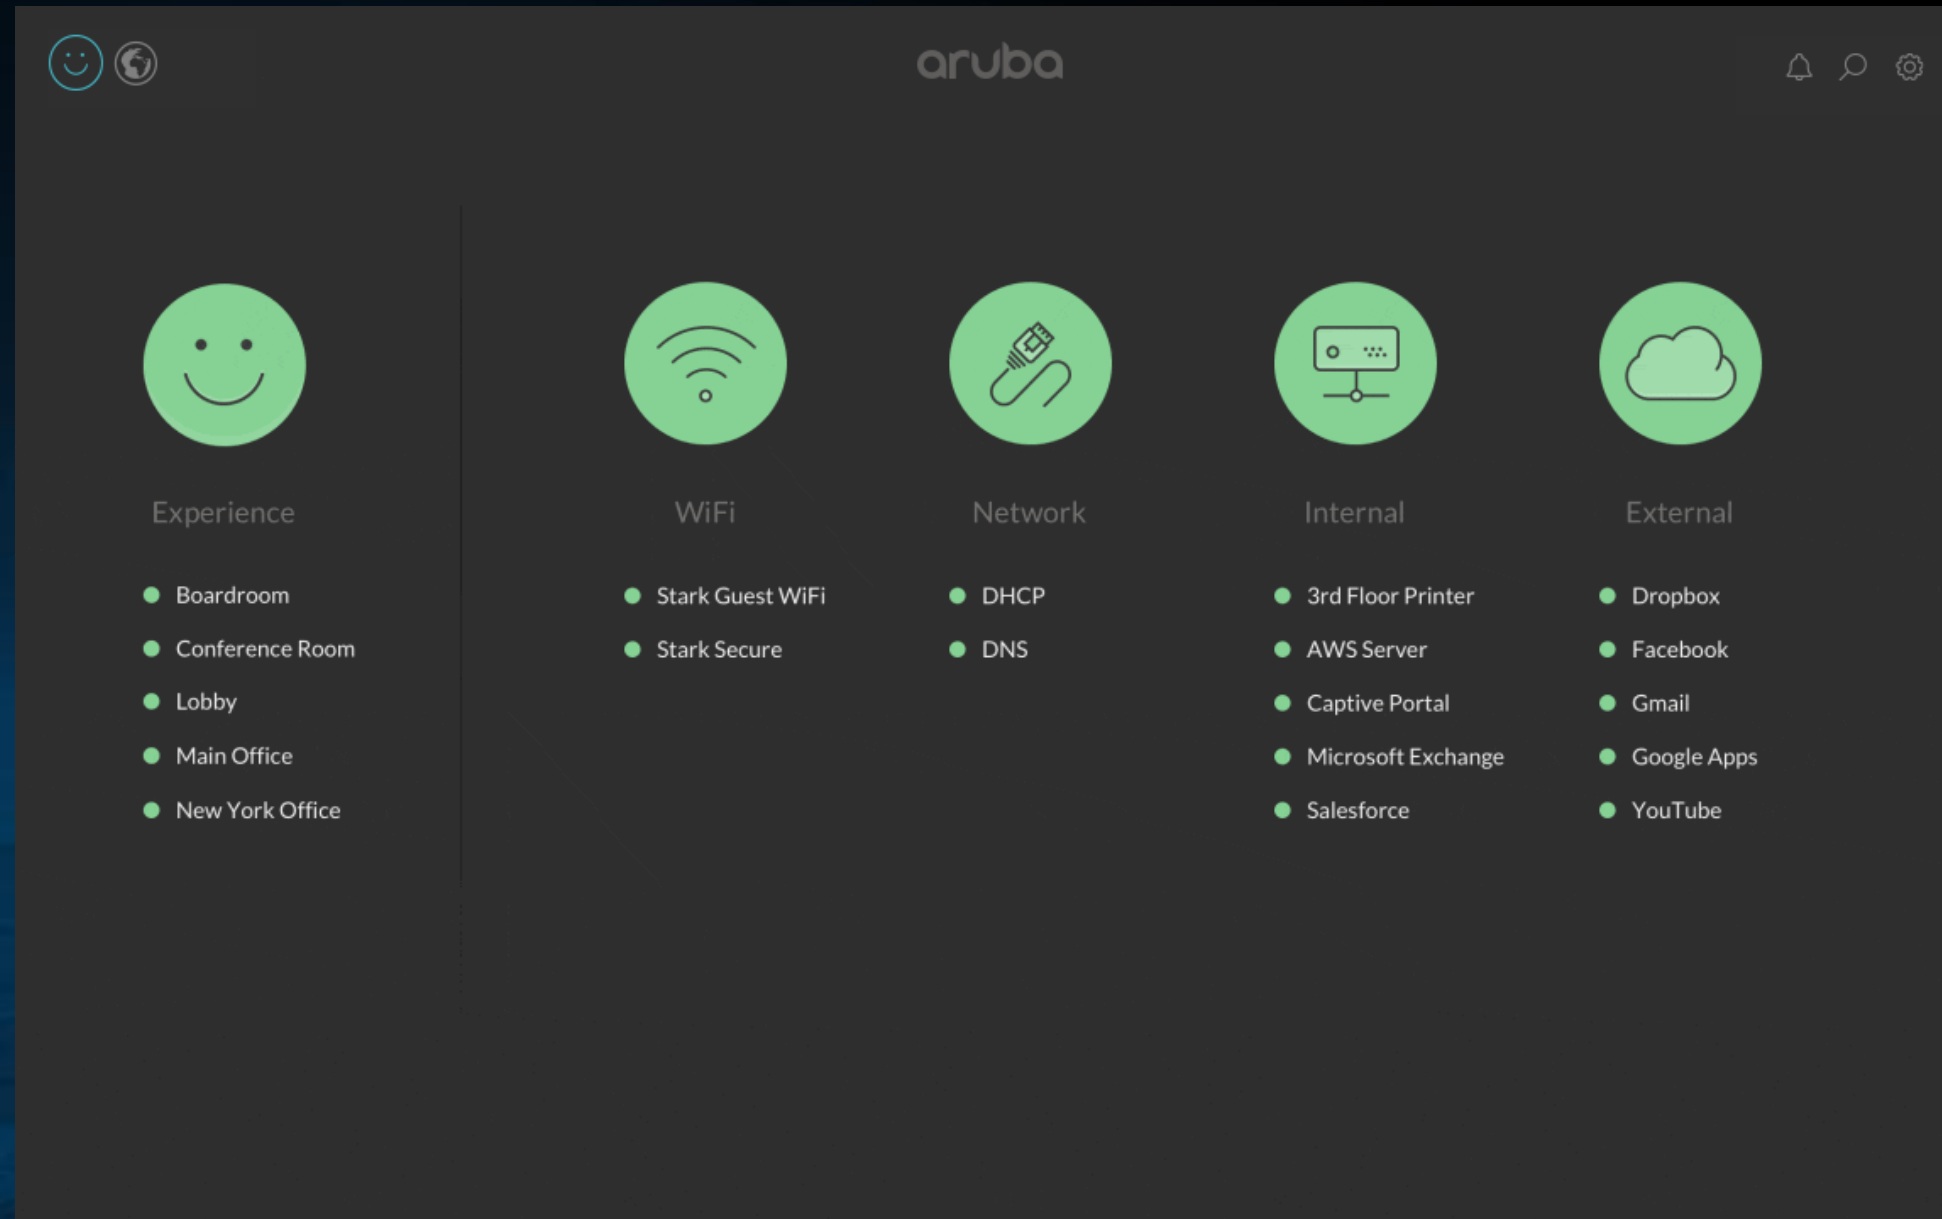 aruba
Experience
Boardroom
Conference Room
Lobby
Main Office
New York Office
WiFi
Stark Guest WiFi
Stark Secure
Network
DHCP
DNS
Internal
3rd Floor Printer
AWS Server
Captive Portal
Microsoft Exchange
Salesforce
External
Dropbox
Facebook
Gmail
Google Apps
YouTube